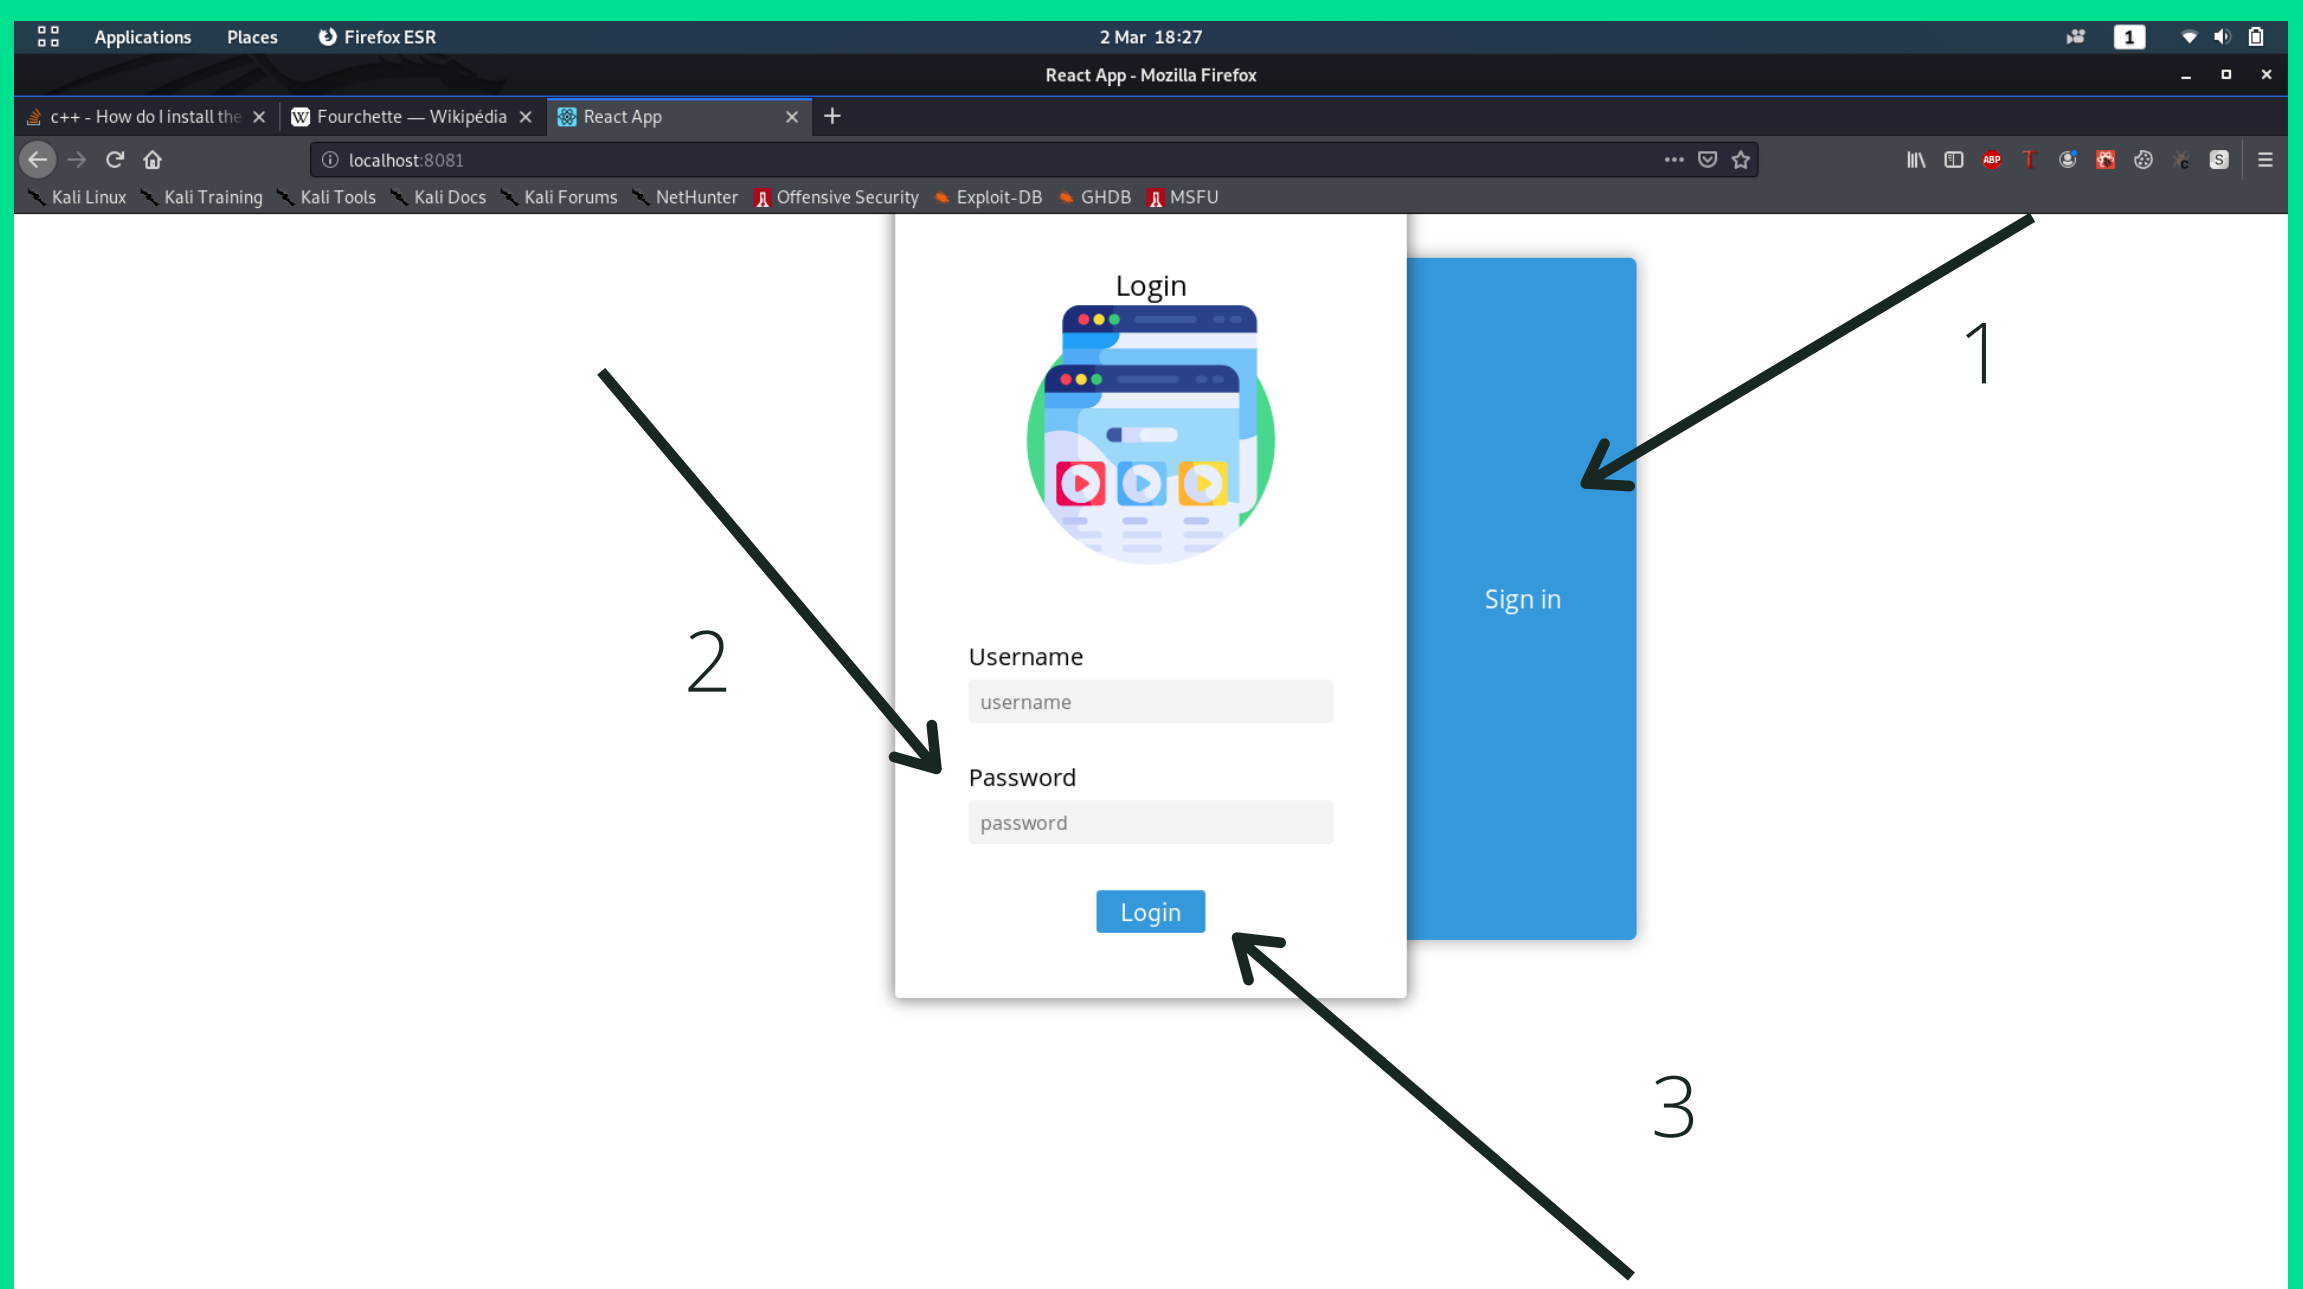 Applications Places Firefox ESR 2 Mar 18:27 1
React App - Mozilla Firefox
c++ - How do I install the Fourchette — Wikipédia React App
localhost:8081 ABP
Kali Linux Kali Training Kali Tools Kali Docs Kali Forums NetHunter Offensive Security Exploit-DB GHDB MSFU
Login
1
Sign in
2
Username
username
Password
password
Login
3